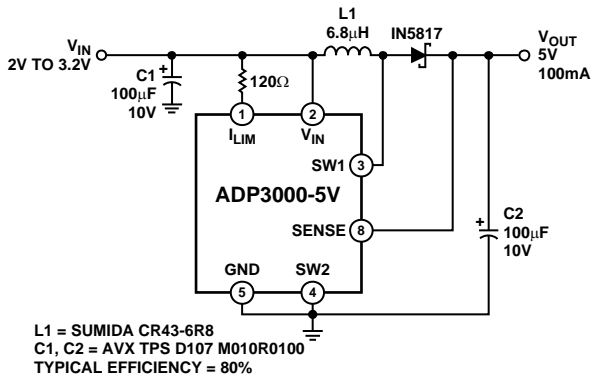 L1
6.8μH
IN5817
VIN
2V TO 3.2V
VOUT
5V
100mA
C1
100μF
10V
+
120Ω
1
2
ILIM
VIN
SW1
3
ADP3000-5V
SENSE
8
C2
100μF
10V
+
GND
SW2
5
4
L1 = SUMIDA CR43-6R8
C1, C2 = AVX TPS D107 M010R0100
TYPICAL EFFICIENCY = 80%